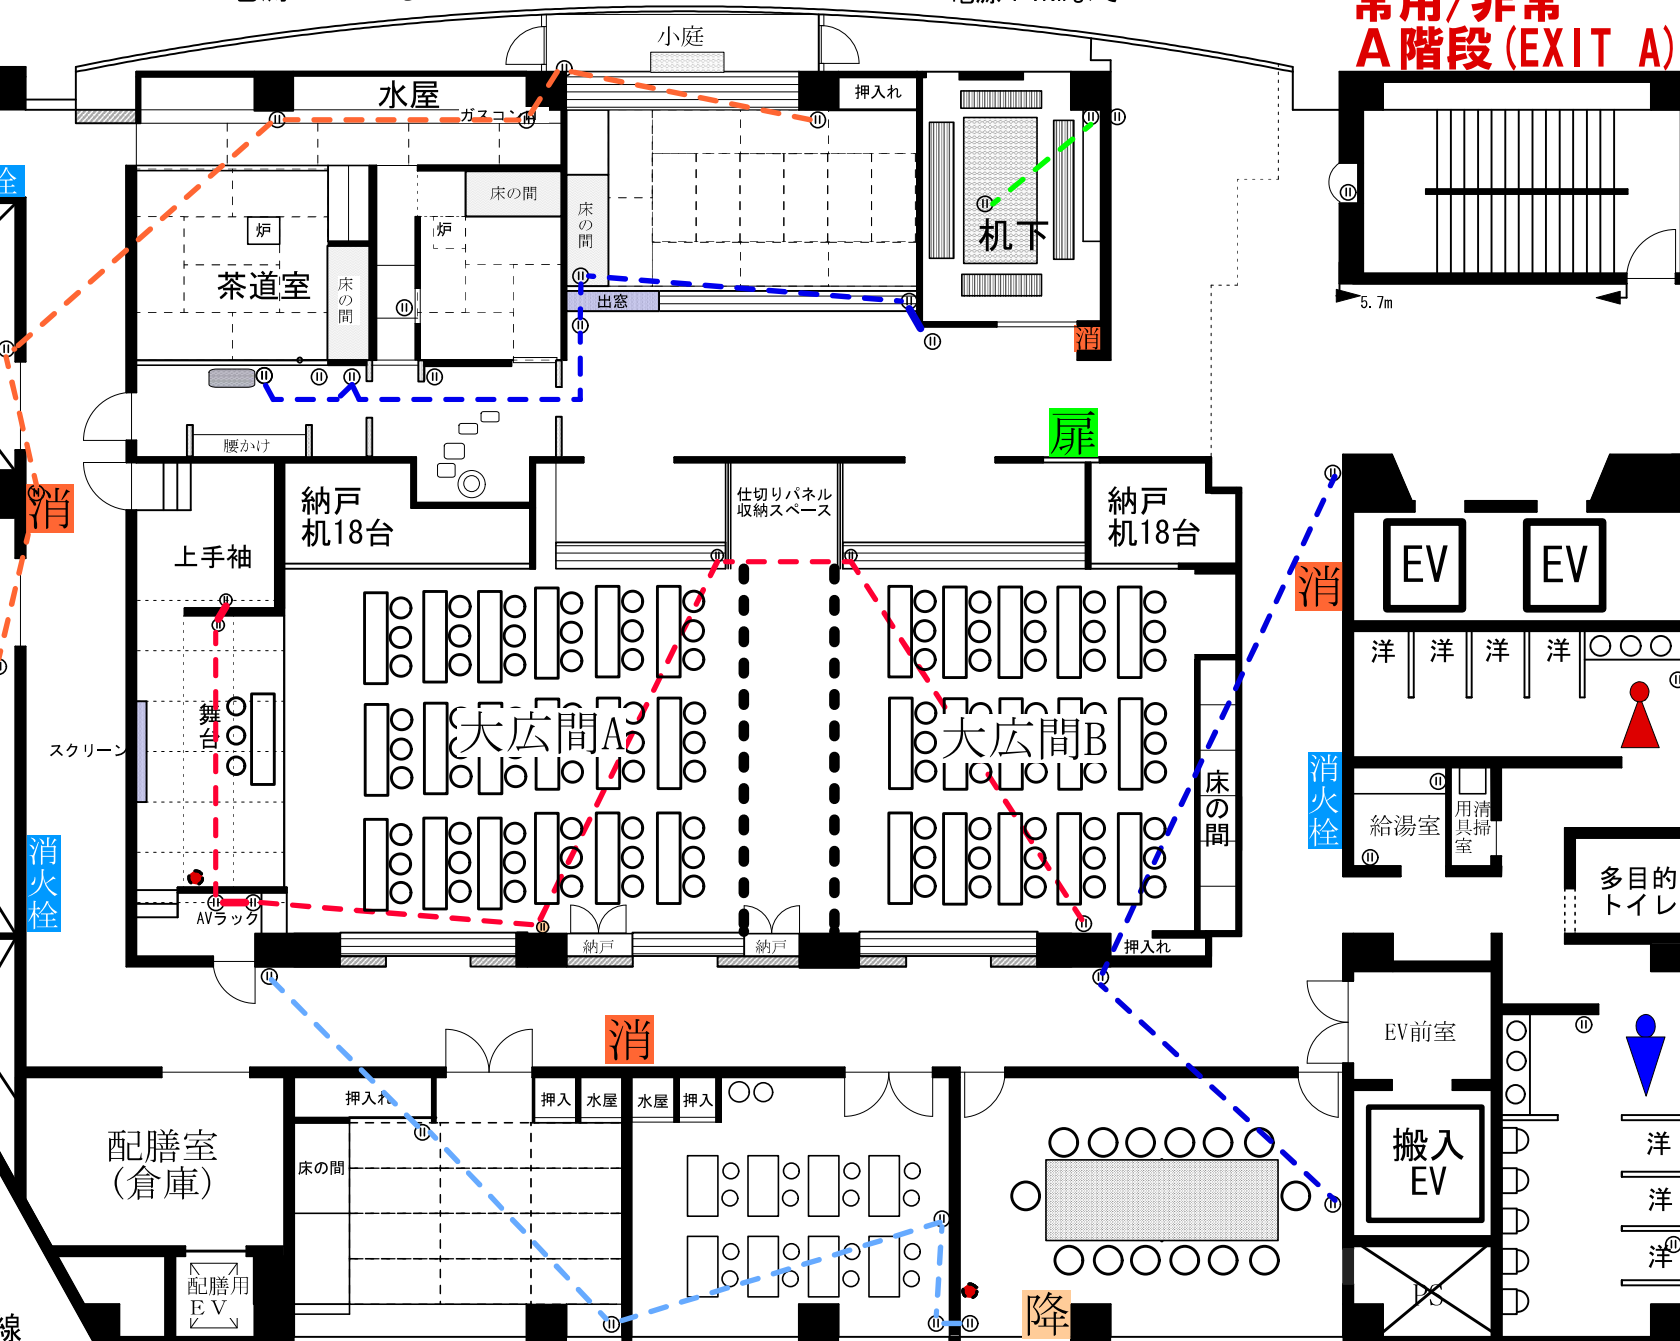 常用/非常
A階段(EXIT A)
小庭
水屋
ガスコン
押入れ
栓
床の間
床の間
炉
炉
机下
茶道室
床の間
出窓
5.7m
消
扉
腰かけ
消
納戸
机18台
仕切りパネル
収納スペース
納戸
机18台
上手袖
EV
EV
消
洋
洋
洋
洋
舞台
大広間A
大広間B
スクリーン
床の間
消火栓
給湯室
清掃用具室
消火栓
多目的
トイレ
AVラック
納戸
納戸
押入れ
消
EV前室
押入れ
押入
水屋
水屋
押入
配膳室
(倉庫)
床の間
搬入
EV
洋
洋
洋
配膳用
EV
降
PS
線